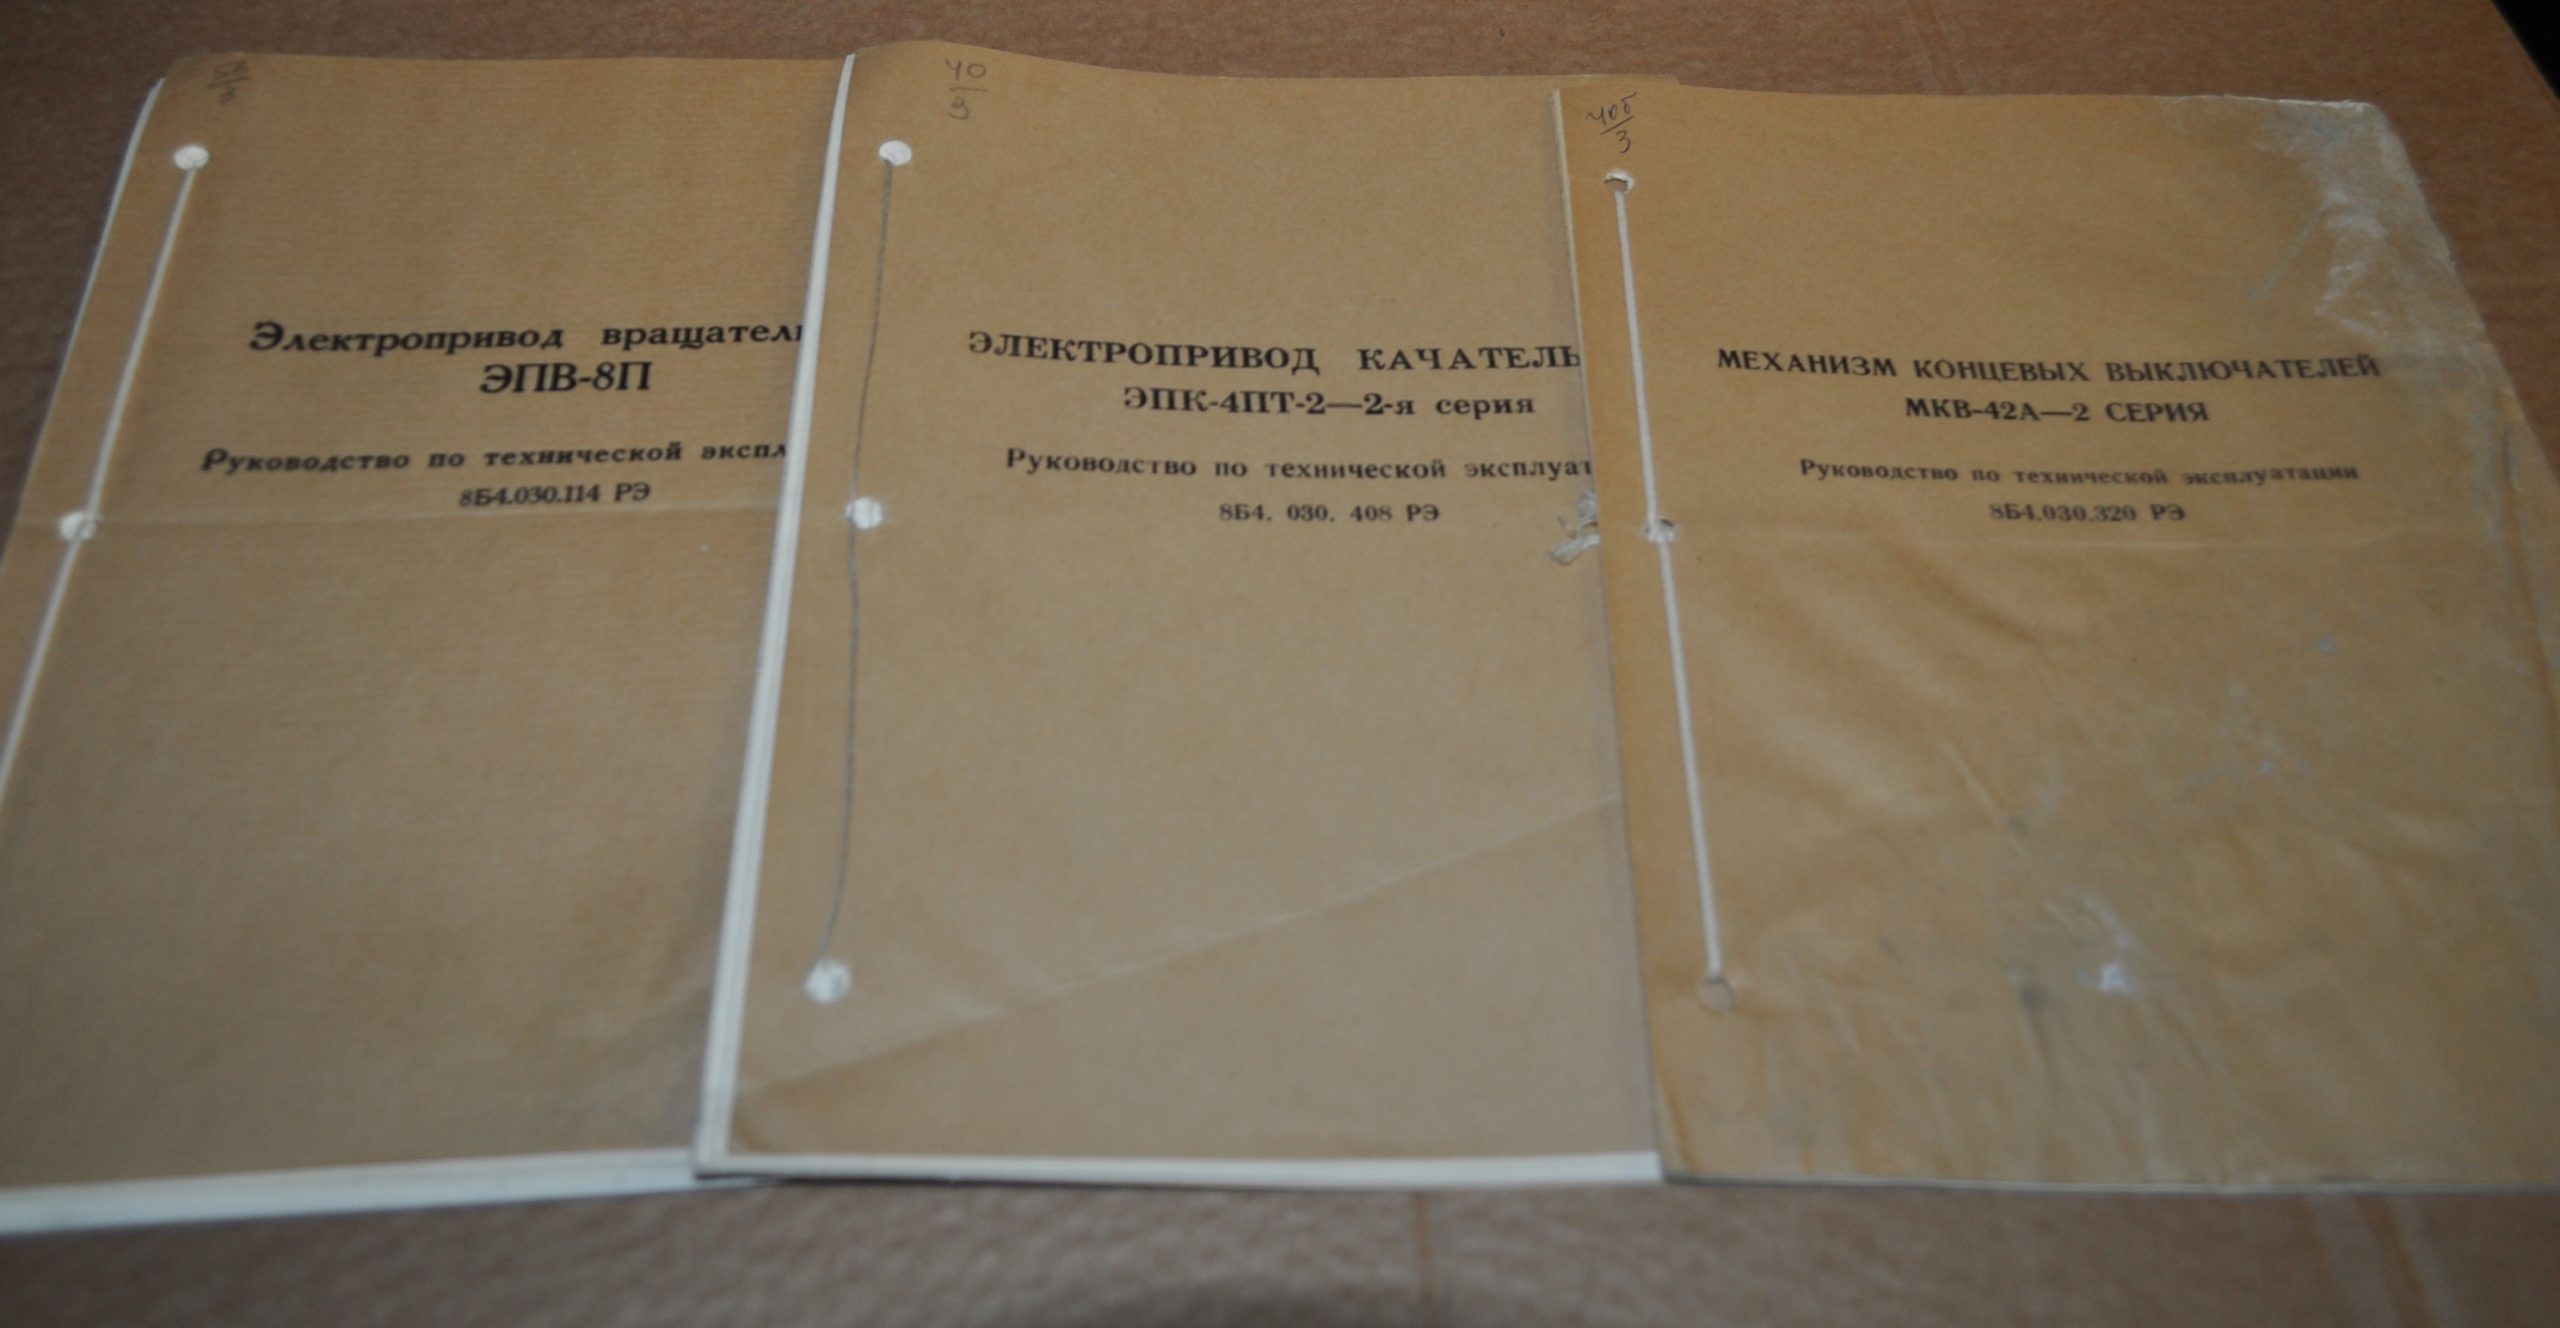 Электропривод вращатель
ЭПВ-8П
Руководство по технической экспл
8Б4.030.114 РЭ
40
3
ЭЛЕКТРОПРИВОД КАЧАТЕЛЬ
ЭПК-4ПТ-2—2-я серия
Руководство по технической эксплуат
8Б4. 030. 408 РЭ
40б
3
МЕХАНИЗМ КОНЦЕВЫХ ВЫКЛЮЧАТЕЛЕЙ
МКВ-42А—2 СЕРИЯ
Руководство по технической эксплуатации
8Б4.030.320 РЭ